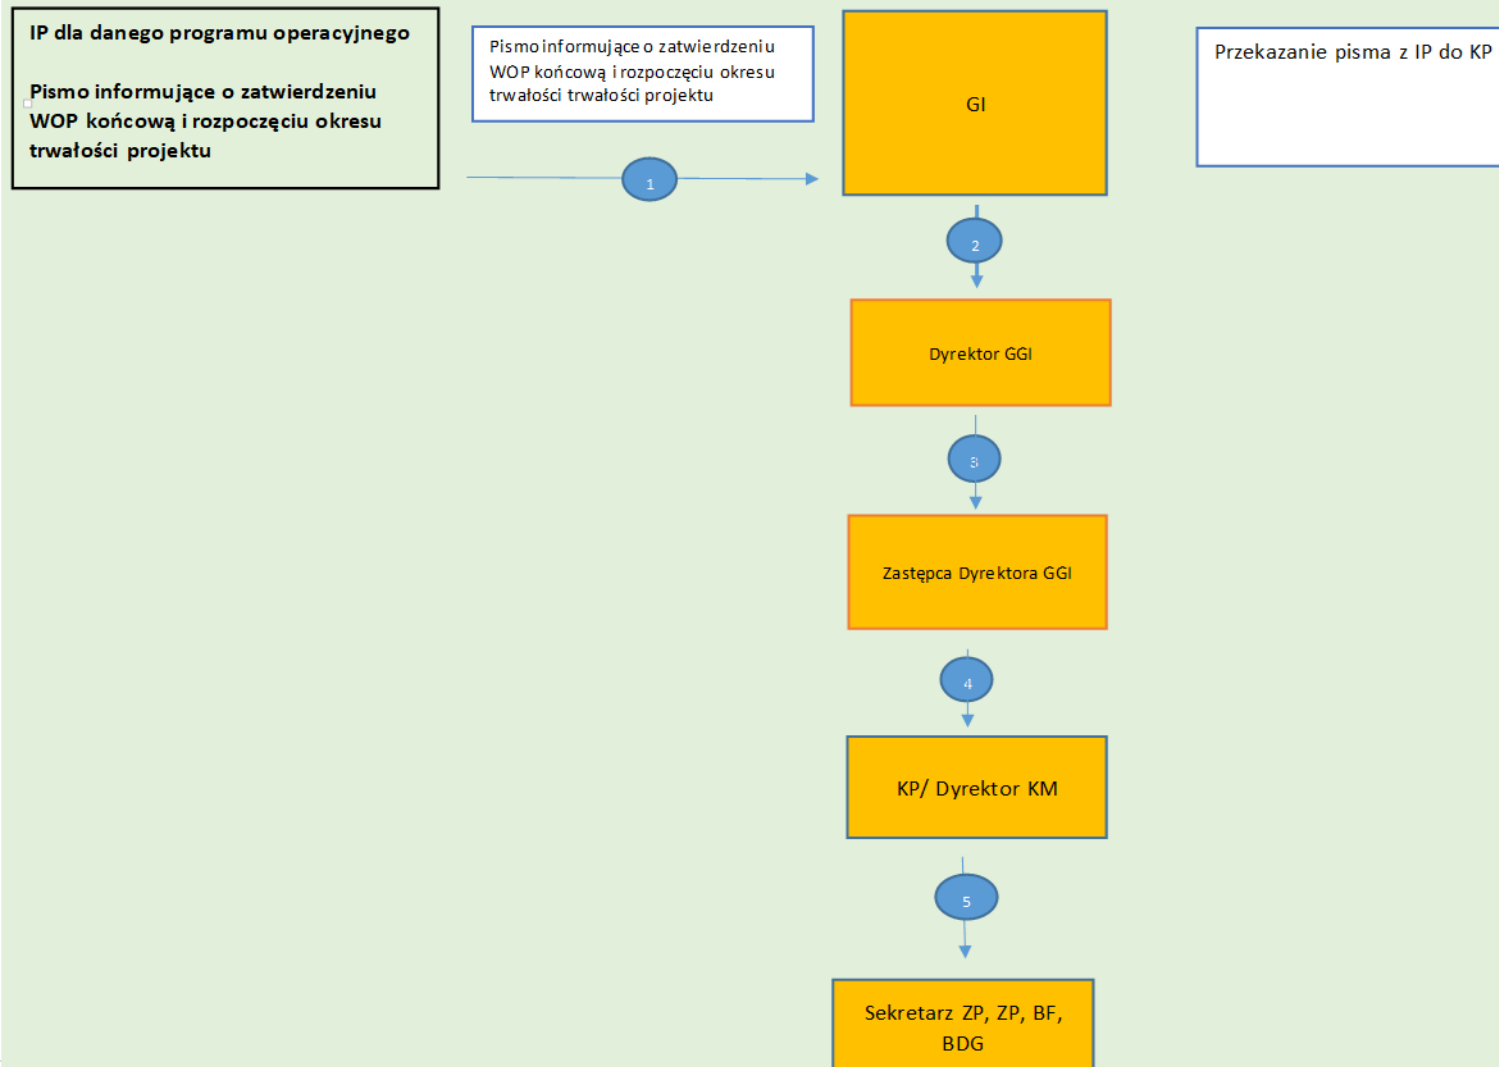 IP dla danego programu operacyjnego
Pismo informujące o zatwierdzeniu
WOP końcową i rozpoczęciu okresu
trwałości projektu
Pismo informujące o zatwierdzeniu
WOP końcową i rozpoczęciu okresu
trwałości trwałości projektu
1
GI
Przekazanie pisma z IP do KP
2
Dyrektor GGI
3
Zastępca Dyrektora GGI
4
KP/ Dyrektor KM
5
Sekretarz ZP, ZP, BF,
BDG